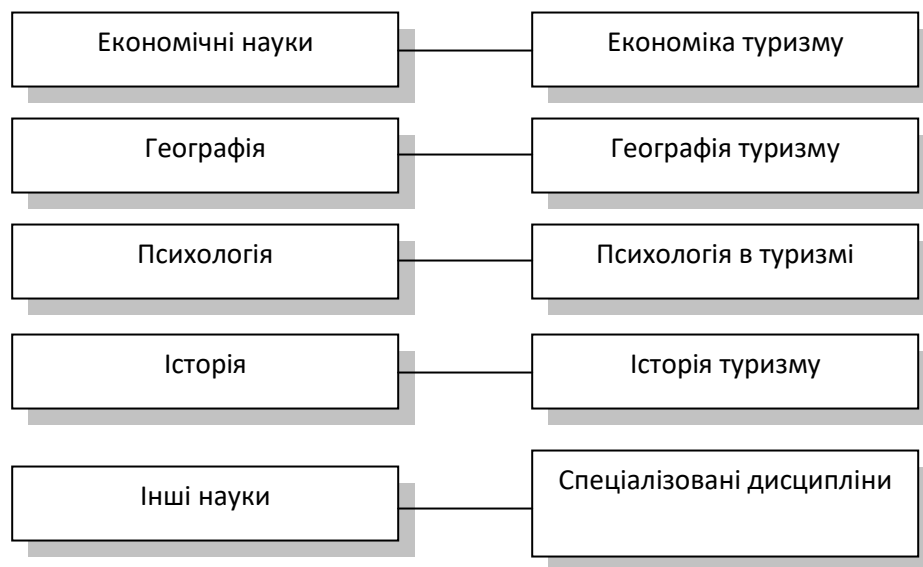 Економічні науки
Економіка туризму
Географія
Географія туризму
Психологія
Психологія в туризмі
Історія
Історія туризму
Інші науки
Спеціалізовані дисципліни